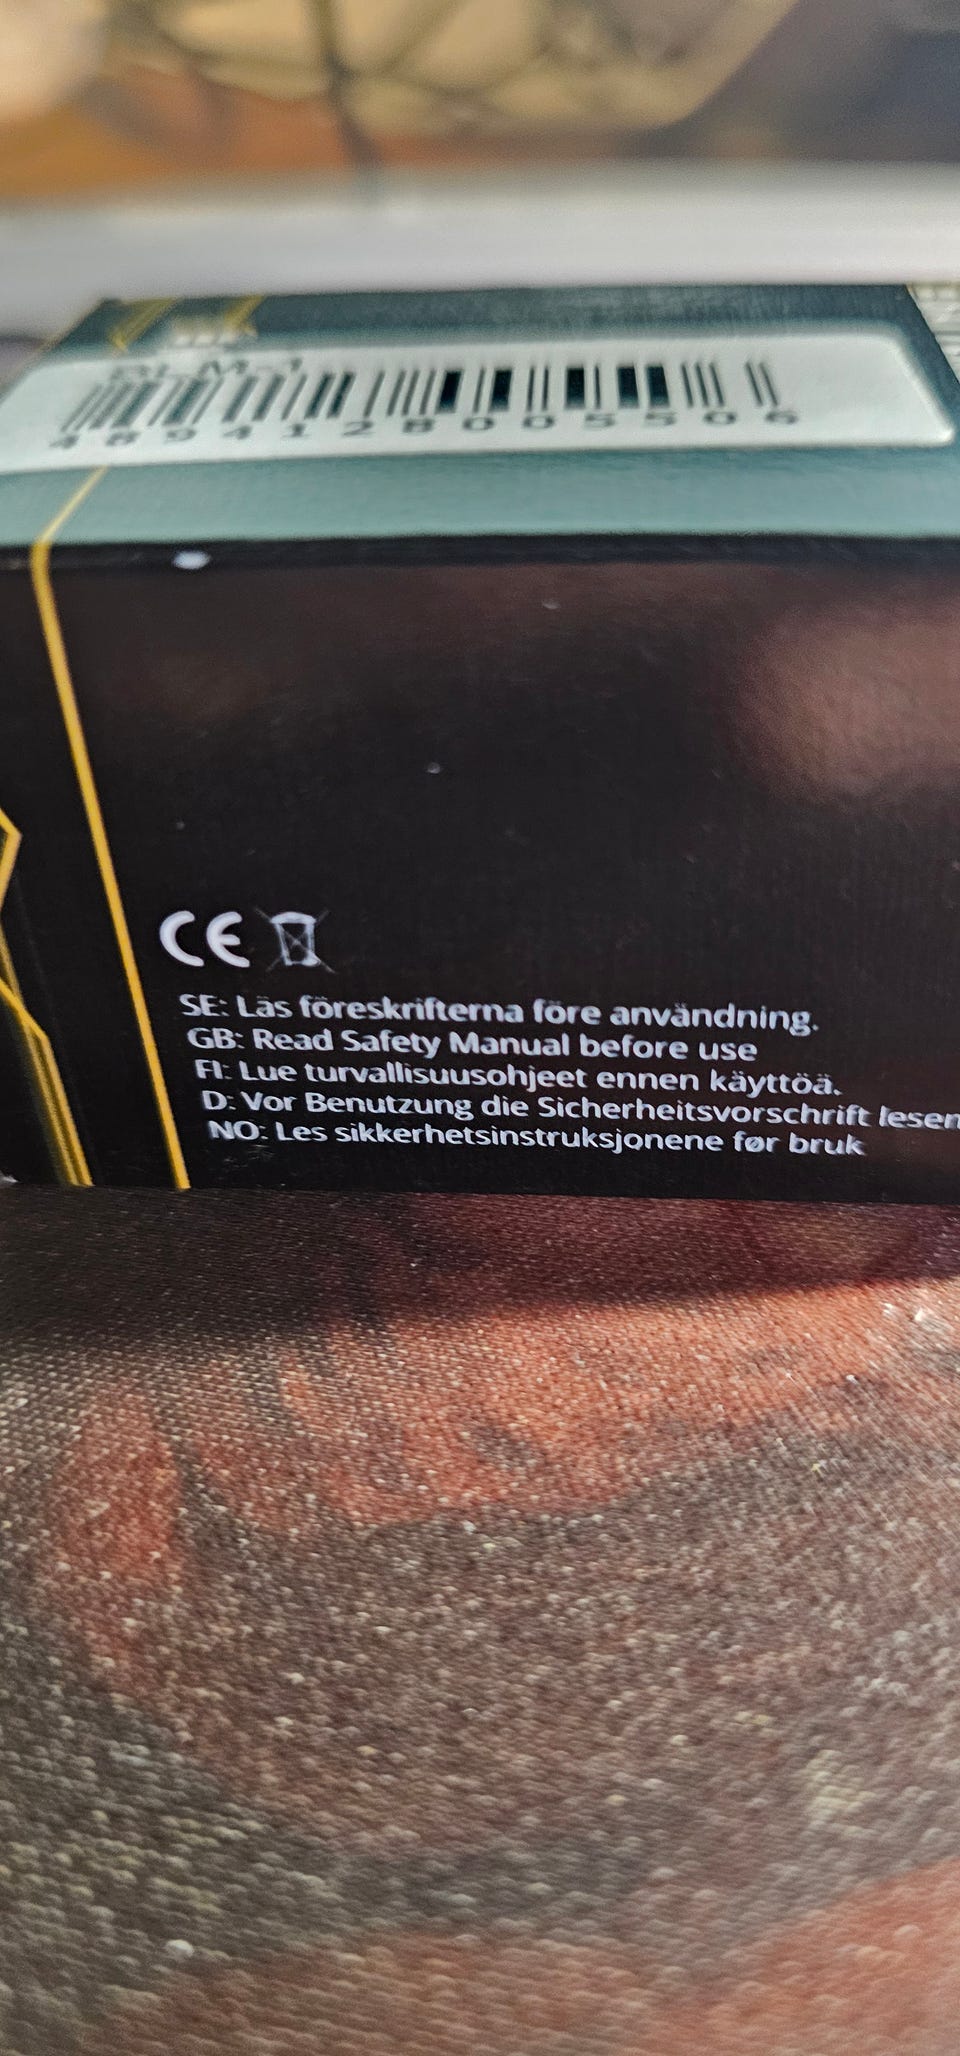 4894128005506
CE
SE: Läs föreskrifterna före användning.
GB: Read Safety Manual before use
FI: Lue turvallisuusohjeet ennen käyttöä.
D: Vor Benutzung die Sicherheitsvorschrift lesen
NO: Les sikkerhetsinstruksjonene før bruk